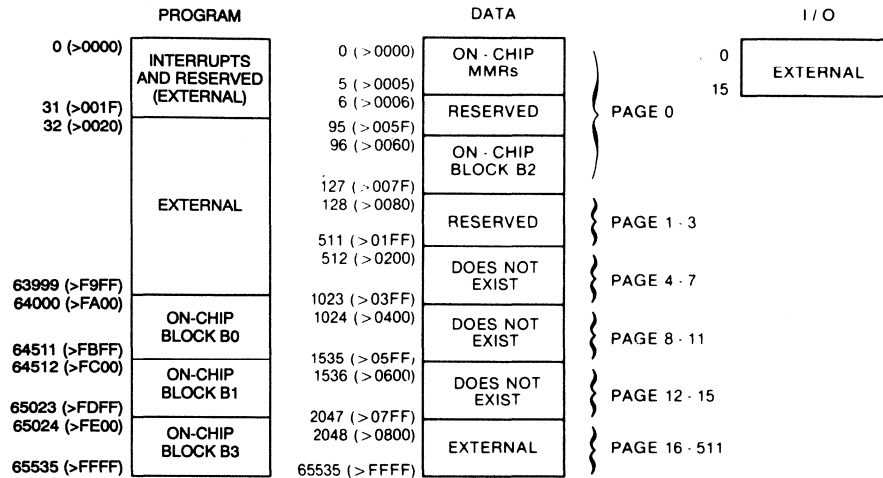 PROGRAM
0 (>0000)
INTERRUPTS
AND RESERVED
(EXTERNAL)
31 (>001F)
32 (>0020)
EXTERNAL
63999 (>F9FF)
64000 (>FA00)
ON-CHIP
BLOCK B0
64511 (>FBFF)
64512 (>FC00)
ON-CHIP
BLOCK B1
65023 (>FDFF)
65024 (>FE00)
ON-CHIP
BLOCK B3
65535 (>FFFF)
DATA
0 (>0000)
ON - CHIP
MMRs
5 (>0005)
6 (>0006)
RESERVED
95 (>005F)
96 (>0060)
ON - CHIP
BLOCK B2
127 (>007F)
PAGE 0
128 (>0080)
RESERVED
511 (>01FF)
PAGE 1 - 3
512 (>0200)
DOES NOT
EXIST
1023 (>03FF)
PAGE 4 - 7
1024 (>0400)
DOES NOT
EXIST
1535 (>05FF)
PAGE 8 - 11
1536 (>0600)
DOES NOT
EXIST
2047 (>07FF)
PAGE 12 - 15
2048 (>0800)
EXTERNAL
65535 (>FFFF)
PAGE 16 - 511
I / O
0
EXTERNAL
15